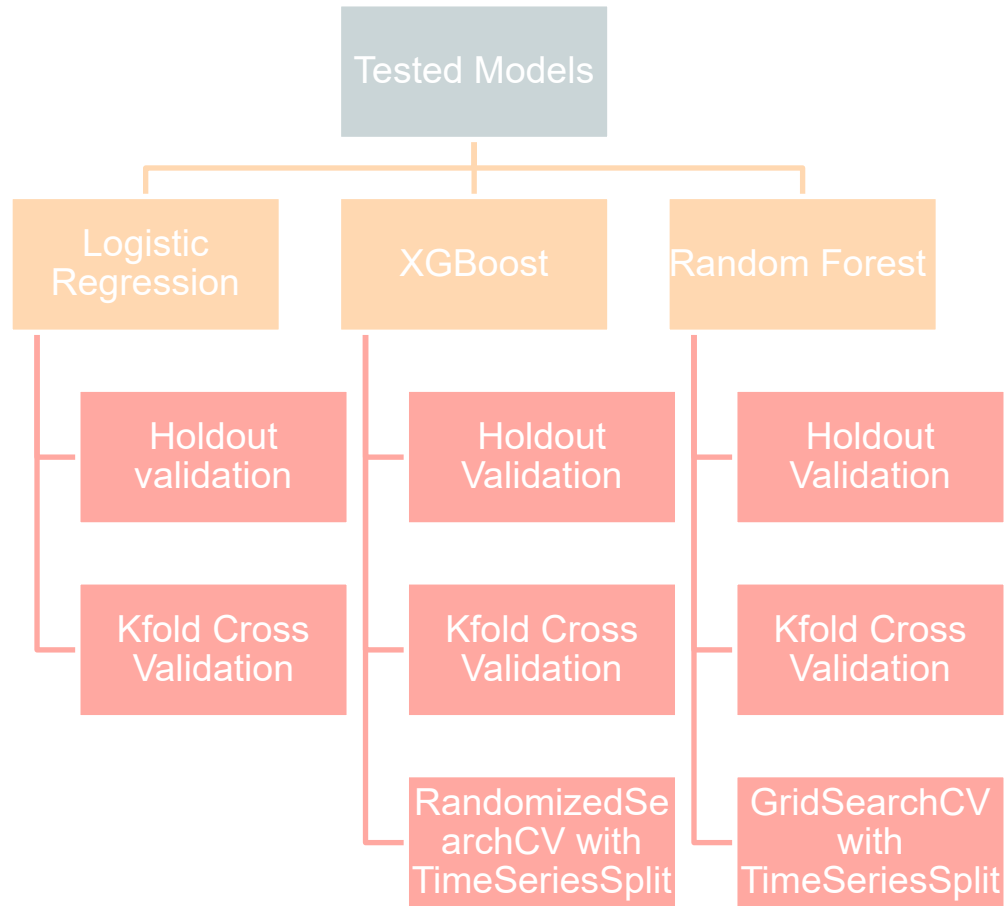 Tested Models
Logistic
Regression
XGBoost
Random Forest
Holdout
validation
Holdout
Validation
Holdout
Validation
Kfold Cross
Validation
Kfold Cross
Validation
Kfold Cross
Validation
RandomizedSe
archCV with
TimeSeriesSplit
GridSearchCV
with
TimeSeriesSplit